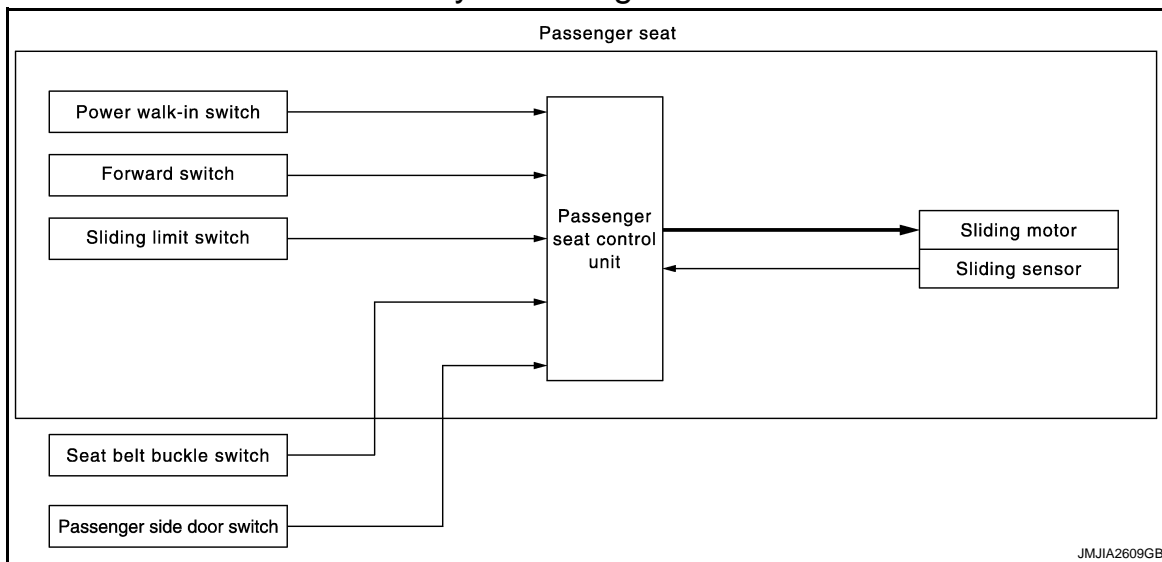 Passenger seat
Power walk-in switch
Forward switch
Sliding limit switch
Passenger
seat control
unit
Sliding motor
Sliding sensor
Seat belt buckle switch
Passenger side door switch
JMJIA2609GB